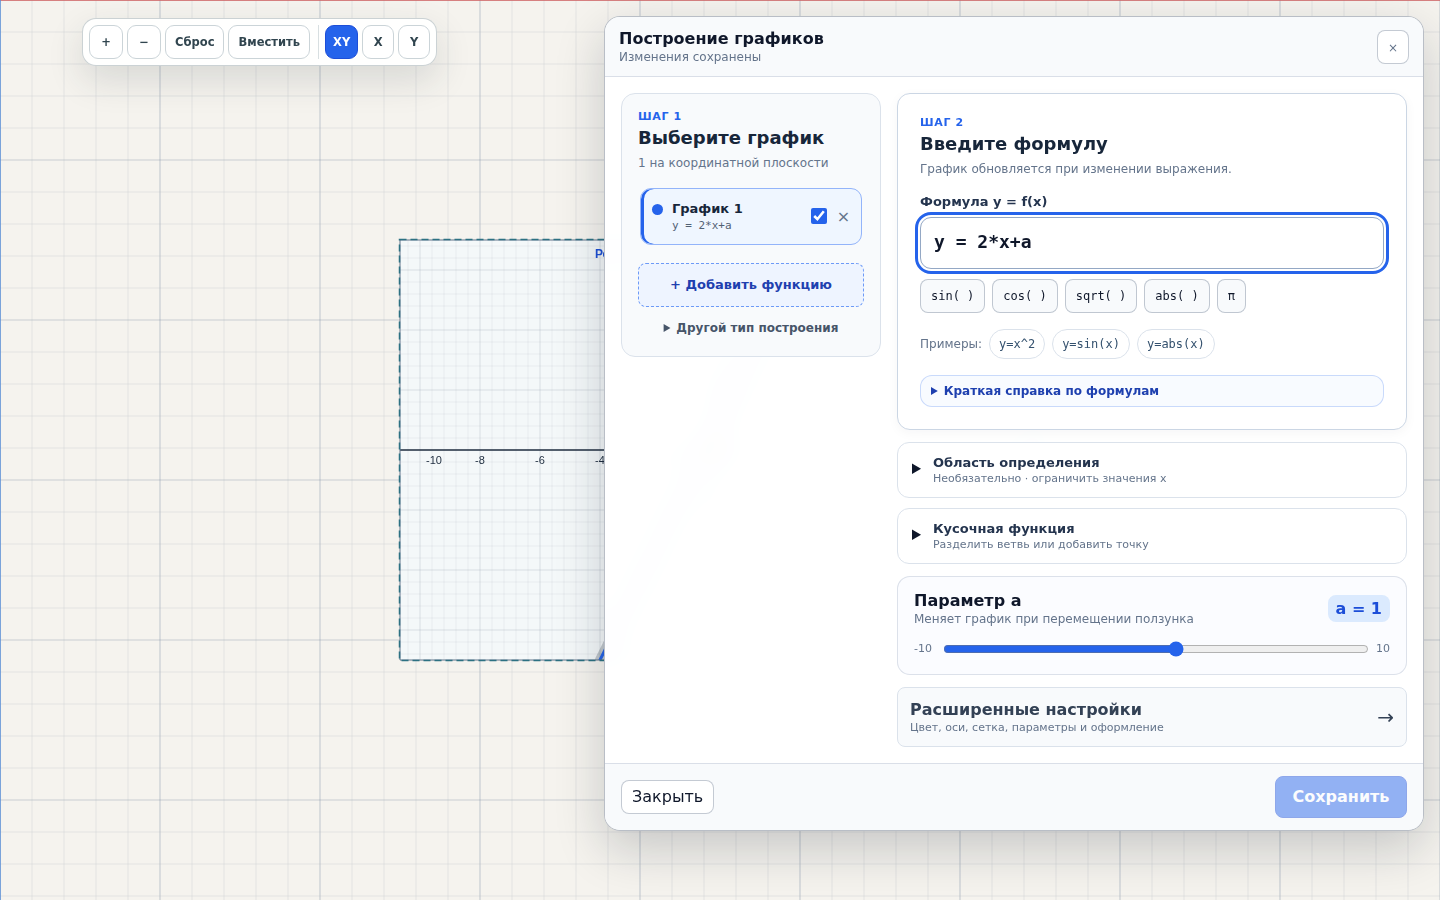 + − Сброс Вместить XY X Y
Построение графиков
Изменения сохранены
×
ШАГ 1
Выберите график
1 на координатной плоскости
График 1
y = 2*x+a
×
+ Добавить функцию
Другой тип построения
ШАГ 2
Введите формулу
График обновляется при изменении выражения.
Формула y = f(x)
y = 2*x+a
sin( ) cos( ) sqrt( ) abs( ) π
Примеры: y=x^2 y=sin(x) y=abs(x)
Краткая справка по формулам
Область определения
Необязательно · ограничить значения x
Кусочная функция
Разделить ветвь или добавить точку
Параметр a
Меняет график при перемещении ползунка
a = 1
-10 10
Расширенные настройки
Цвет, оси, сетка, параметры и оформление
→
Закрыть
Сохранить
-10 -8 -6 -4